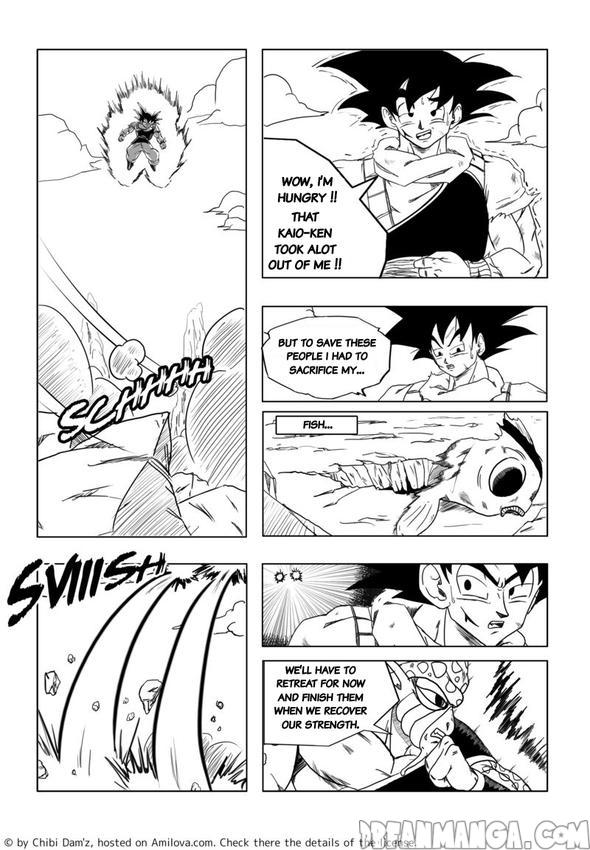 WOW, I'M
HUNGRY !!
THAT
KAIO-KEN
TOOK ALOT
OUT OF ME !!
SCHHHHH
BUT TO SAVE THESE
PEOPLE I HAD TO
SACRIFICE MY...
FISH...
SVIIISH
WE'LL HAVE TO
RETREAT FOR NOW
AND FINISH THEM
WHEN WE RECOVER
OUR STRENGTH.
DREAMMANGA.COM
© by Chibi Dam'z, hosted on Amilova.com. Check there the details of the license.